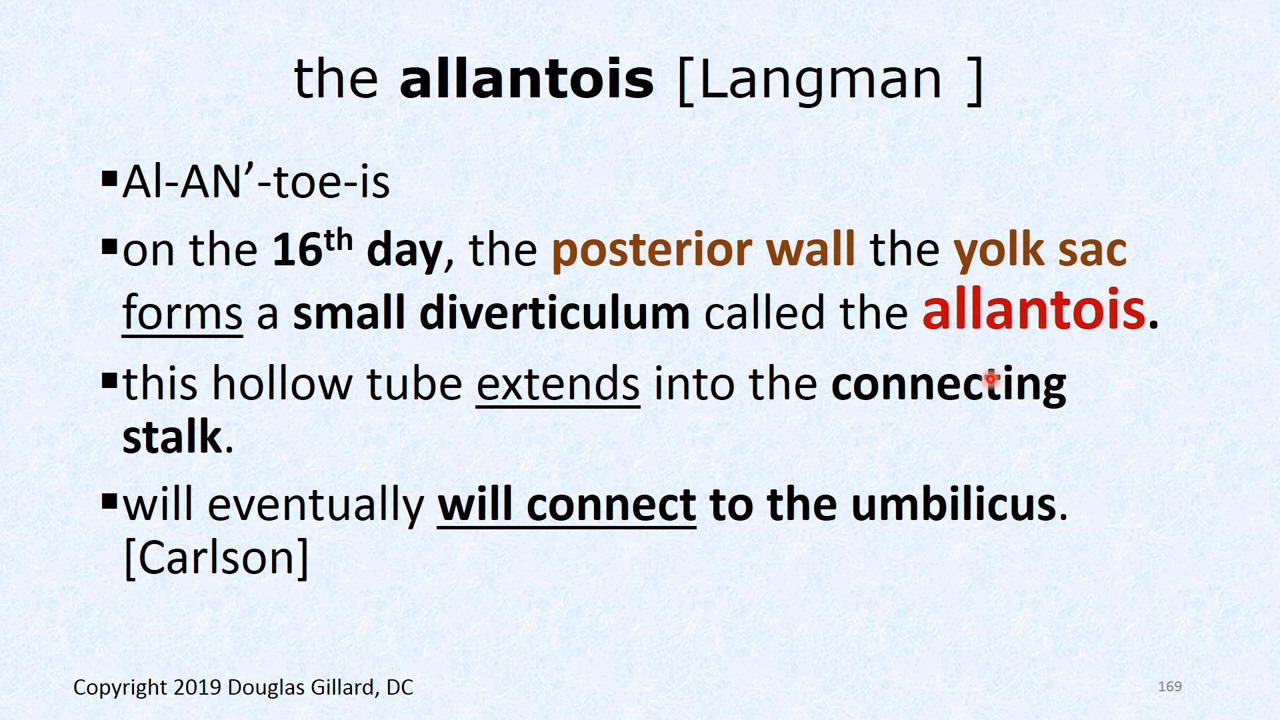 the allantois [Langman ]
▪Al-AN’-toe-is
▪on the 16th day, the posterior wall the yolk sac
forms a small diverticulum called the allantois.
▪this hollow tube extends into the connecting
stalk.
▪will eventually will connect to the umbilicus.
[Carlson]
Copyright 2019 Douglas Gillard, DC
169